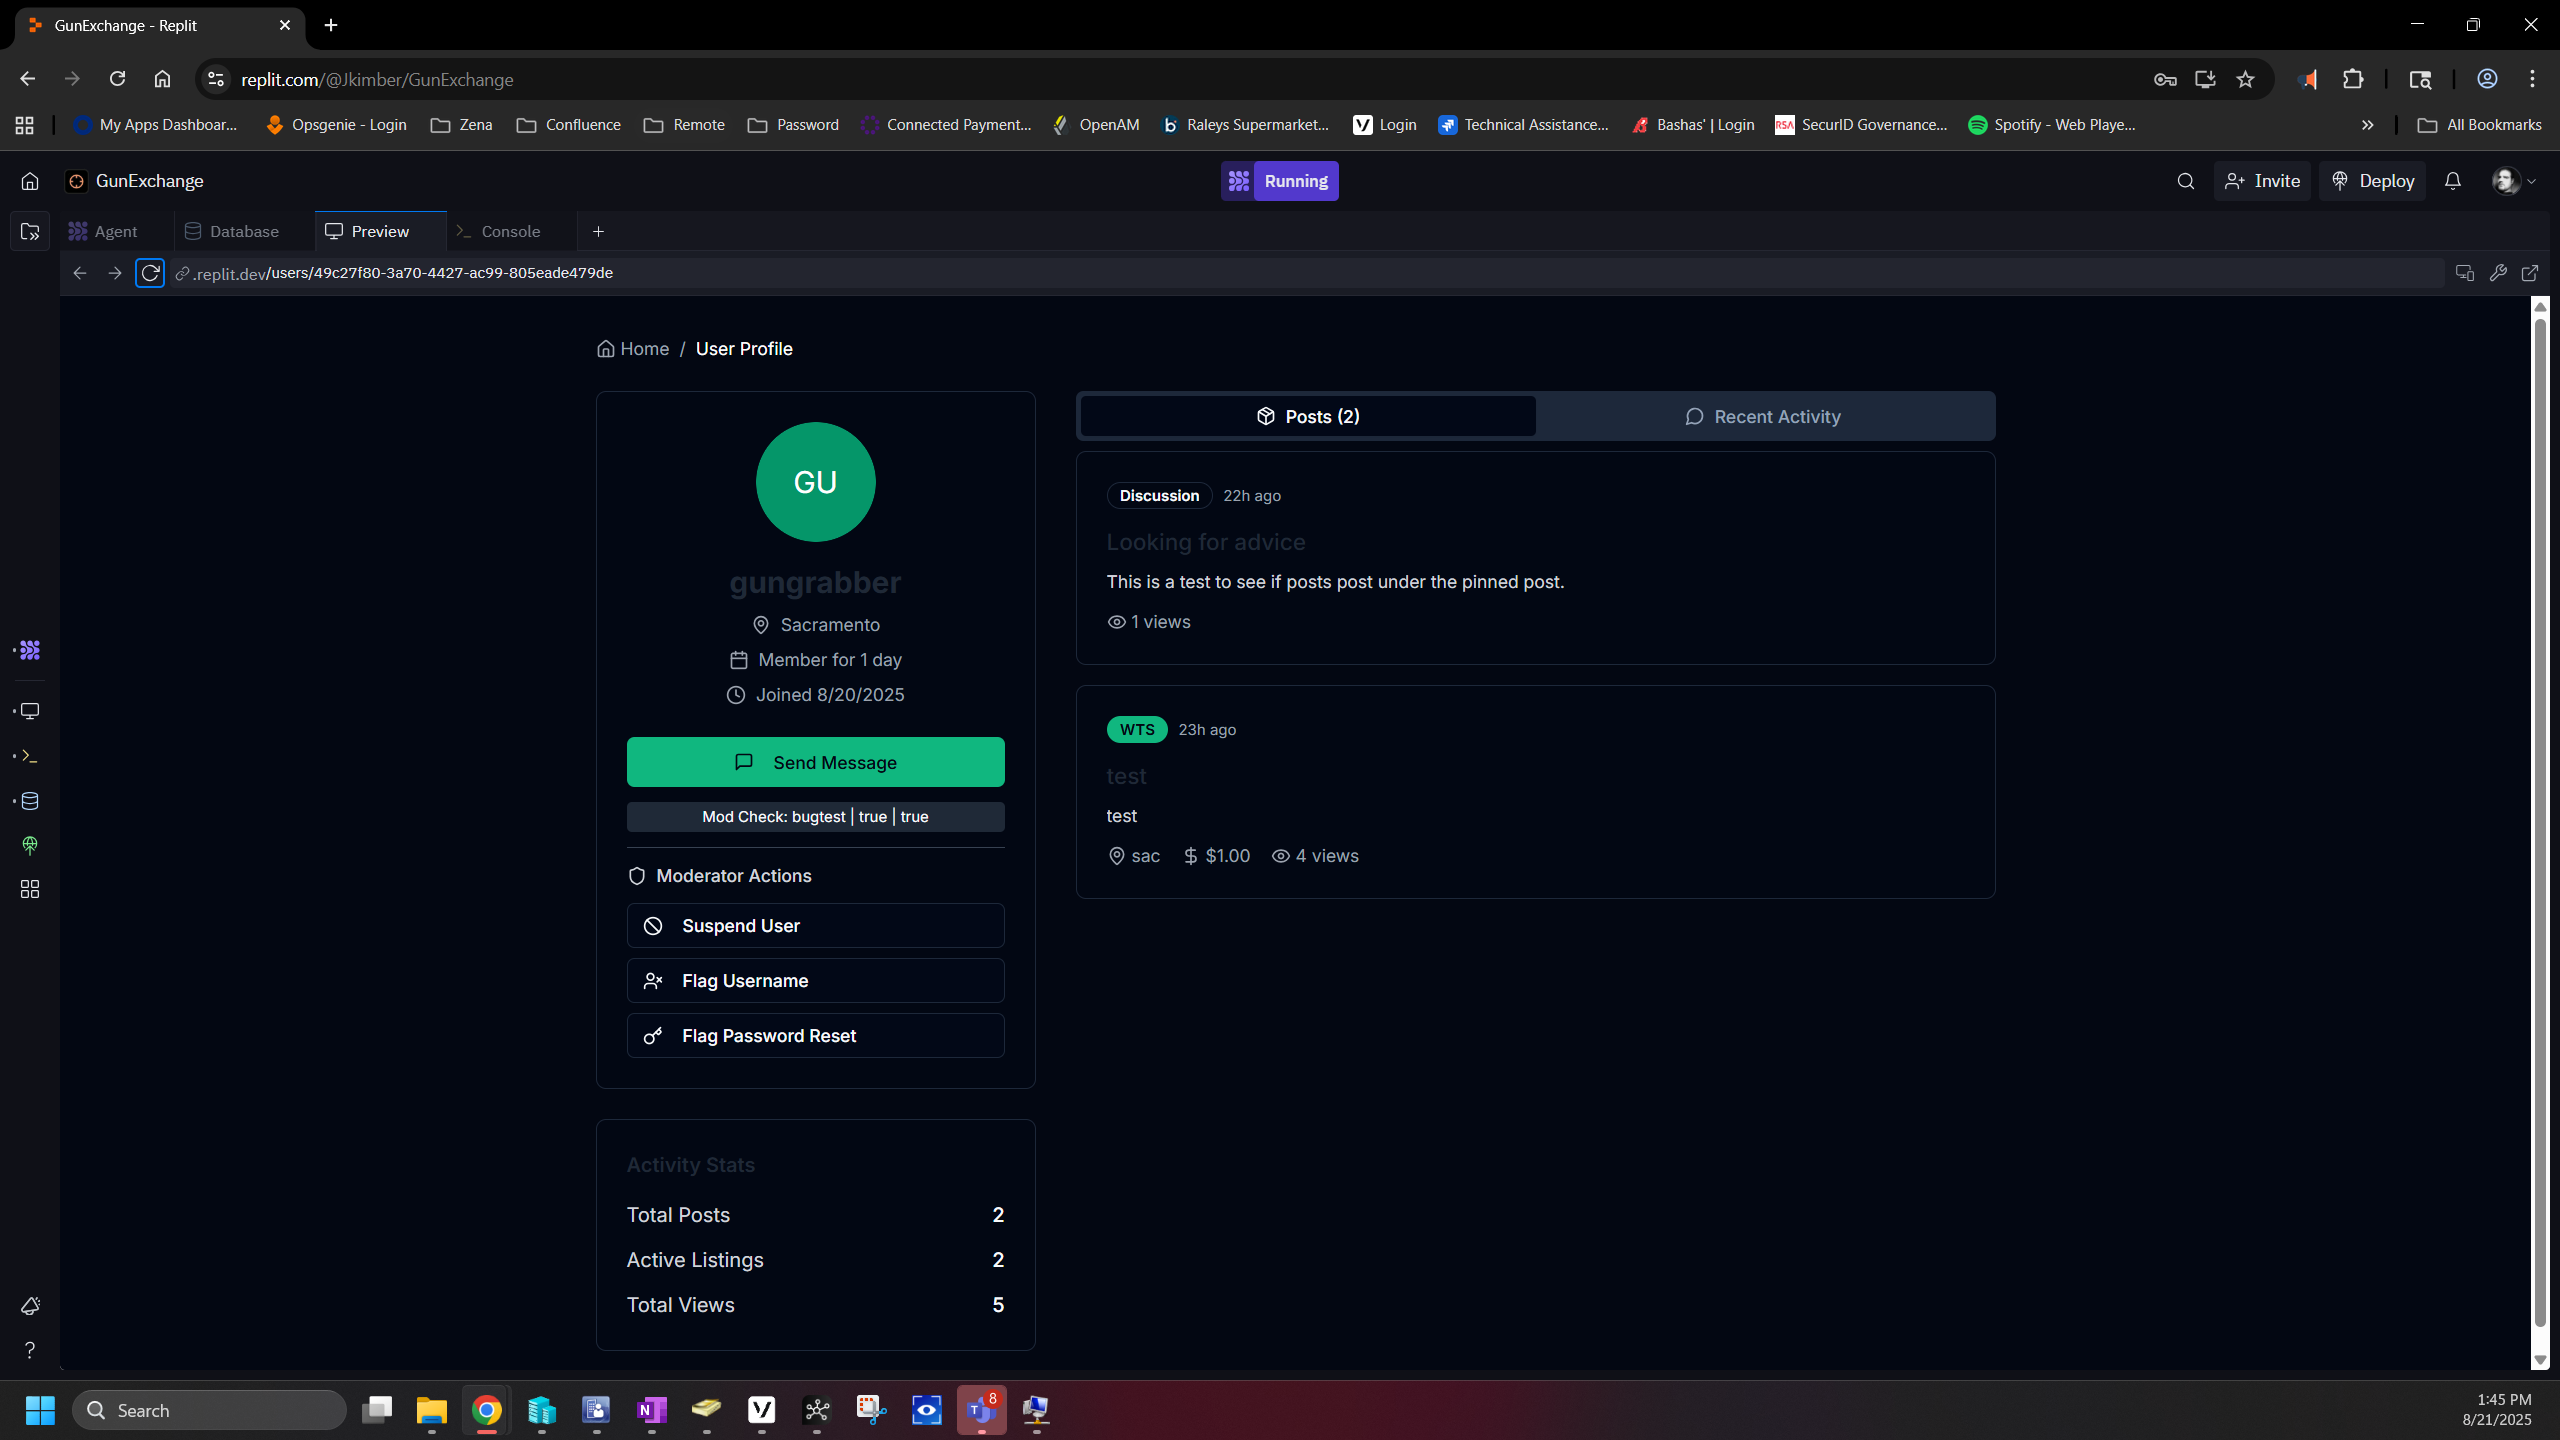 GunExchange - Replit
replit.com/@Jkimber/GunExchange
My Apps Dashboar...
Opsgenie - Login
Zena
Confluence
Remote
Password
Connected Payment...
OpenAM
Raleys Supermarket...
Login
Technical Assistance...
Bashas' | Login
RSA
SecurID Governance...
Spotify - Web Playe...
All Bookmarks
GunExchange
Running
Invite
Deploy
Agent
Database
Preview
Console
.replit.dev/users/49c27f80-3a70-4427-ac99-805eade479de
Home / User Profile
GU
gungrabber
Sacramento
Member for 1 day
Joined 8/20/2025
Send Message
Mod Check: bugtest | true | true
Moderator Actions
Suspend User
Flag Username
Flag Password Reset
Activity Stats
Total Posts 2
Active Listings 2
Total Views 5
Posts (2)
Recent Activity
Discussion 22h ago
Looking for advice
This is a test to see if posts post under the pinned post.
1 views
WTS 23h ago
test
test
sac $1.00 4 views
Search
8
1:45 PM
8/21/2025